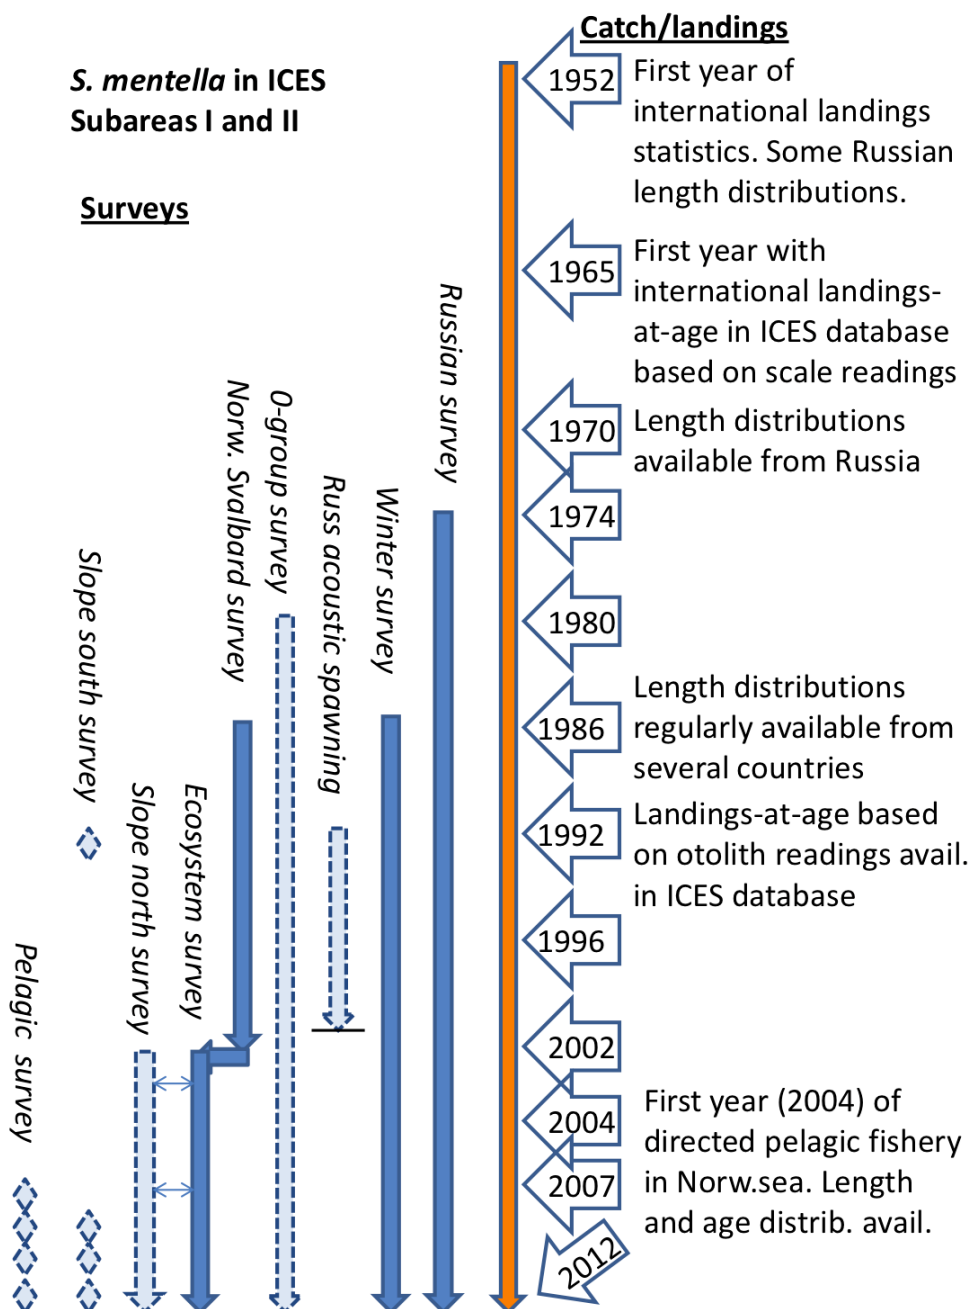 Catch/landings
S. mentella in ICES
Subareas I and II
Surveys
1952
First year of
international landings
statistics. Some Russian
length distributions.
1965
First year with
international landings-
at-age in ICES database
based on scale readings
1970
Length distributions
available from Russia
1974
1980
1986
Length distributions
regularly available from
several countries
1992
Landings-at-age based
on otolith readings avail.
in ICES database
1996
2002
2004
First year (2004) of
directed pelagic fishery
in Norw.sea. Length
and age distrib. avail.
2007
2012
Pelagic survey
Slope south survey
Slope north survey
Ecosystem survey
Norw. Svalbard survey
0-group survey
Russ acoustic spawning
Winter survey
Russian survey